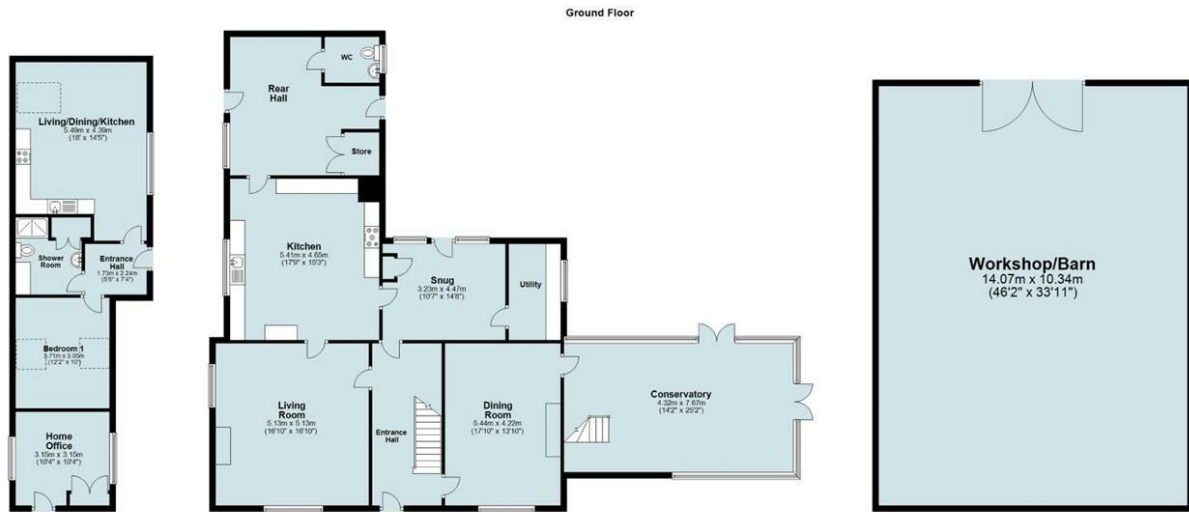 Ground Floor
Living/Dining/Kitchen
5.49m x 4.39m
(18' x 14'5")
Shower
Room
Entrance
Hall
1.73m x 2.24m
(5'8" x 7'4")
Bedroom 1
3.71m x 3.05m
(12'2" x 10')
Home
Office
3.15m x 3.15m
(10'4" x 10'4")
WC
Rear
Hall
Store
Kitchen
5.41m x 4.65m
(17'9" x 15'3")
Snug
3.23m x 4.47m
(10'7" x 14'8")
Utility
Living
Room
5.13m x 5.13m
(16'10" x 16'10")
Entrance
Hall
Dining
Room
5.44m x 4.22m
(17'10" x 13'10")
Conservatory
4.32m x 7.67m
(14'2" x 25'2")
Workshop/Barn
14.07m x 10.34m
(46'2" x 33'11")